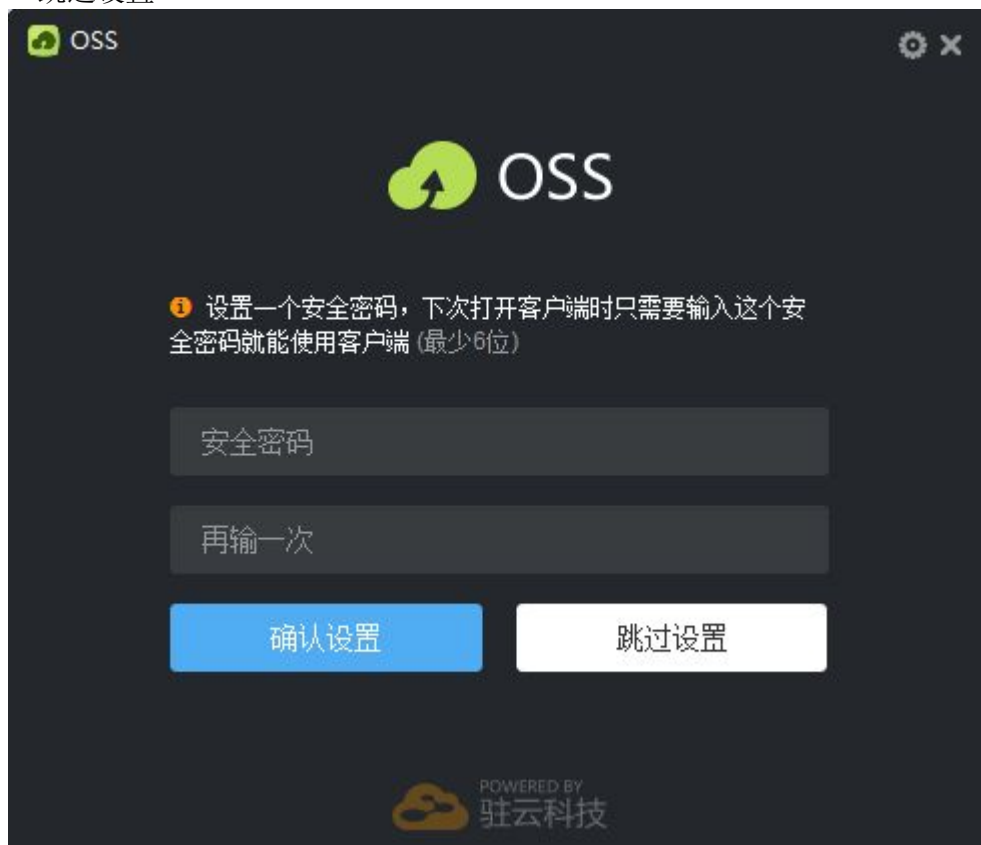 OSS
OSS
设置一个安全密码，下次打开客户端时只需要输入这个安
全密码就能使用客户端 (最少6位)
安全密码
再输一次
确认设置
跳过设置
POWERED BY
驻云科技